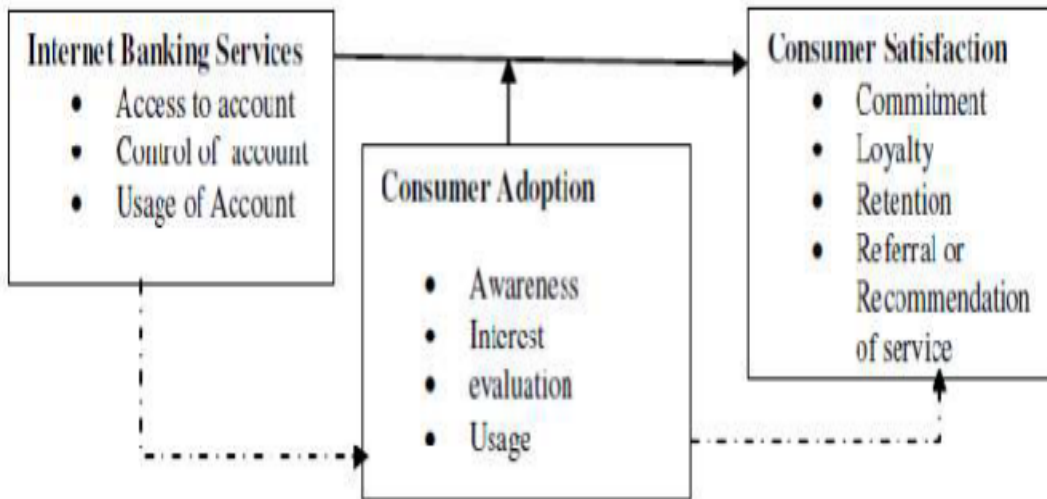 Internet Banking Services
• Access to account
• Control of account
• Usage of Account
Consumer Adoption
• Awareness
• Interest
• evaluation
• Usage
Consumer Satisfaction
• Commitment
• Loyalty
• Retention
• Referral or
Recommendation
of service